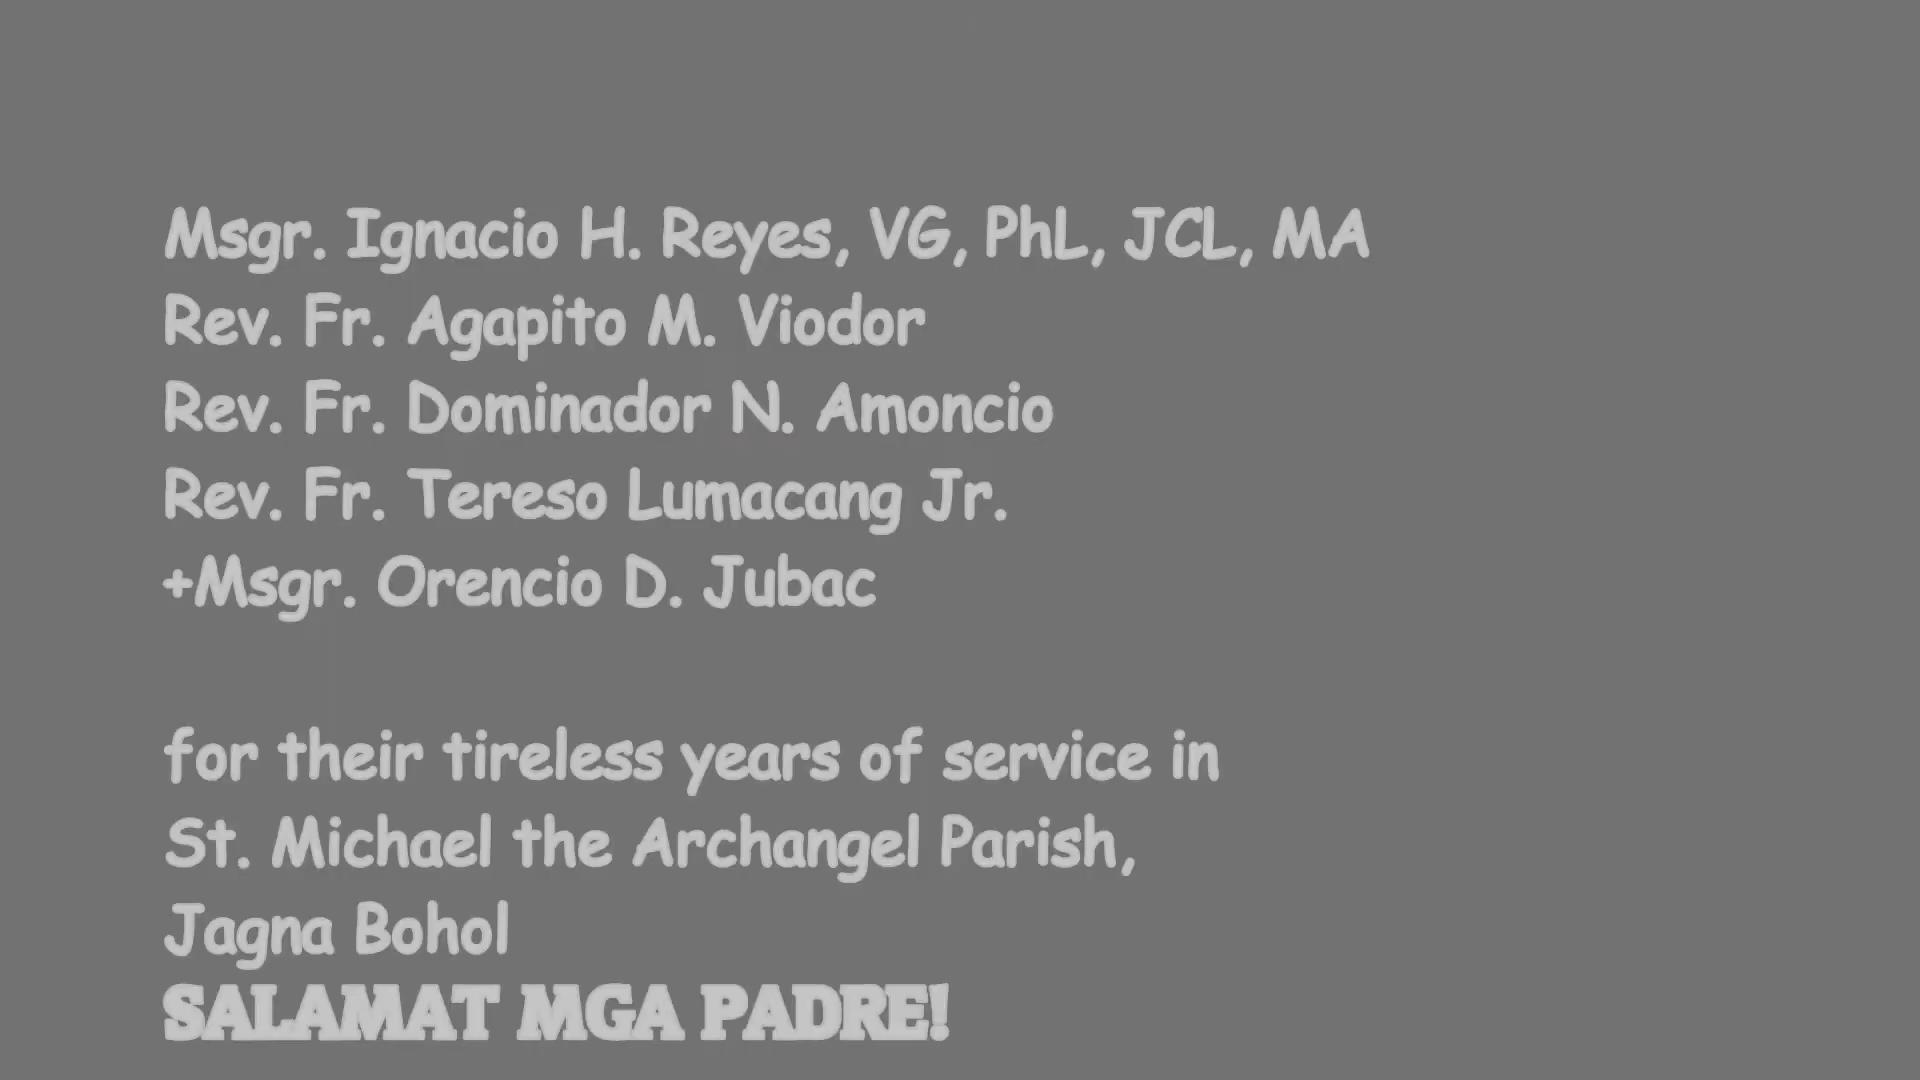 Msgr. Ignacio H. Reyes, VG, PhL, JCL, MA
Rev. Fr. Agapito M. Viodor
Rev. Fr. Dominador N. Amoncio
Rev. Fr. Tereso Lumacang Jr.
+Msgr. Orencio D. Jubac
for their tireless years of service in
St. Michael the Archangel Parish,
Jagna Bohol
SALAMAT MGA PADRE!